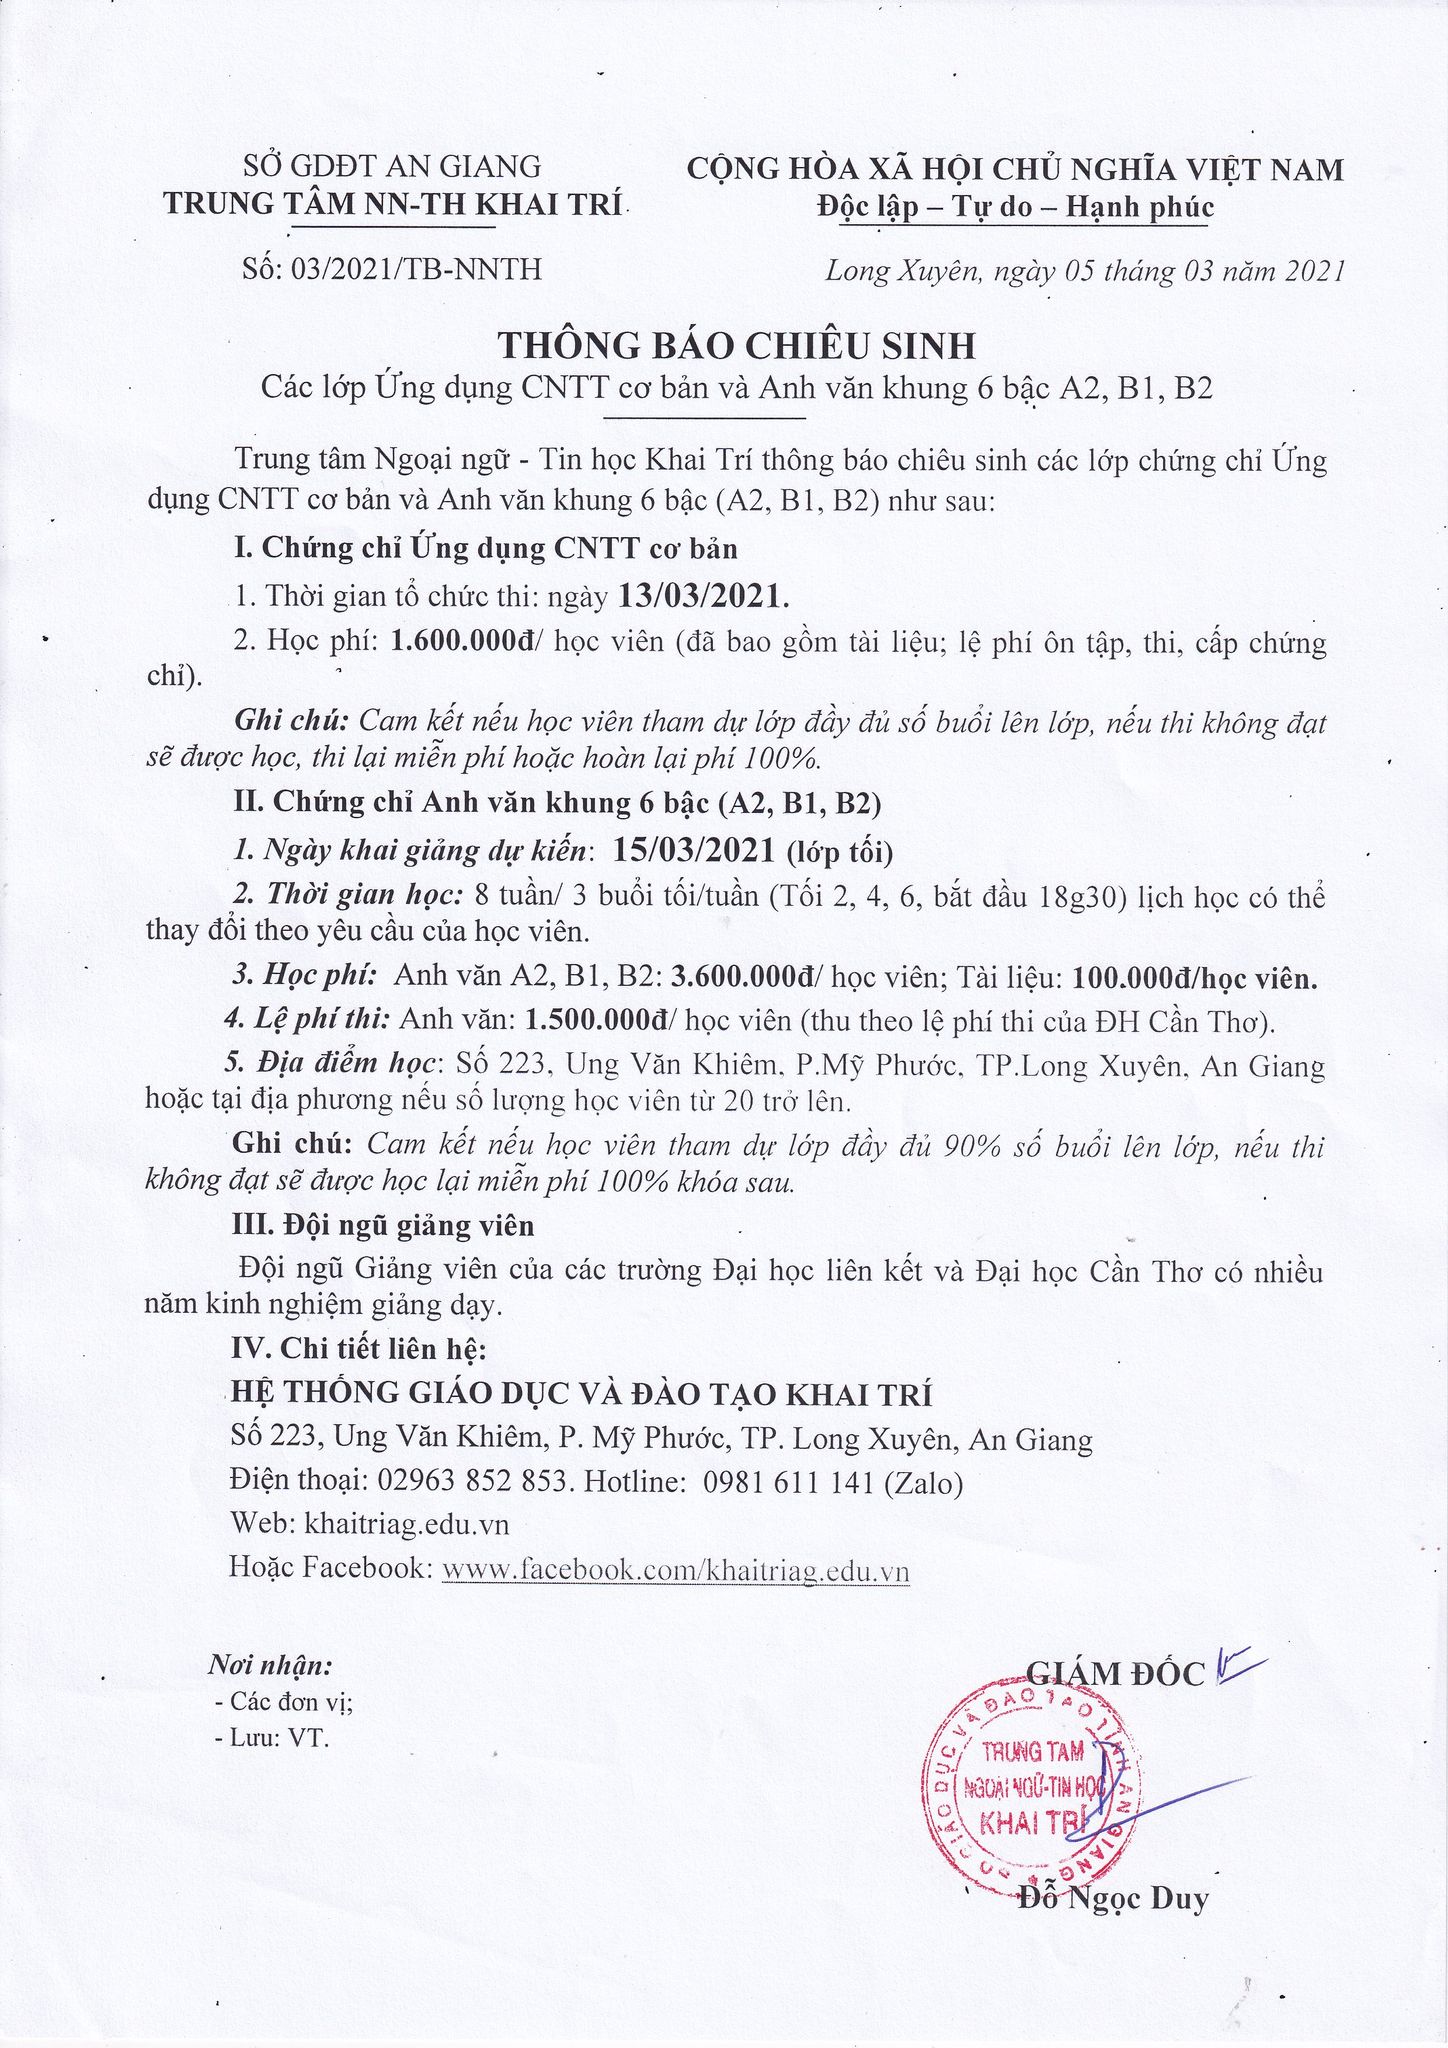 SỞ GDĐT AN GIANG
TRUNG TÂM NN-TH KHAI TRÍ
Số: 03/2021/TB-NNTH
CỘNG HÒA XÃ HỘI CHỦ NGHĨA VIỆT NAM
Độc lập – Tự do – Hạnh phúc
Long Xuyên, ngày 05 tháng 03 năm 2021
THÔNG BÁO CHIÊU SINH
Các lớp Ứng dụng CNTT cơ bản và Anh văn khung 6 bậc A2, B1, B2
Trung tâm Ngoại ngữ - Tin học Khai Trí thông báo chiêu sinh các lớp chứng chỉ Ứng
dụng CNTT cơ bản và Anh văn khung 6 bậc (A2, B1, B2) như sau:
I. Chứng chỉ Ứng dụng CNTT cơ bản
1. Thời gian tổ chức thi: ngày 13/03/2021.
2. Học phí: 1.600.000đ/ học viên (đã bao gồm tài liệu; lệ phí ôn tập, thi, cấp chứng
chỉ).
Ghi chú: Cam kết nếu học viên tham dự lớp đầy đủ số buổi lên lớp, nếu thi không đạt
sẽ được học, thi lại miễn phí hoặc hoàn lại phí 100%.
II. Chứng chỉ Anh văn khung 6 bậc (A2, B1, B2)
1. Ngày khai giảng dự kiến: 15/03/2021 (lớp tối)
2. Thời gian học: 8 tuần/ 3 buổi tối/tuần (Tối 2, 4, 6, bắt đầu 18g30) lịch học có thể
thay đổi theo yêu cầu của học viên.
3. Học phí: Anh văn A2, B1, B2: 3.600.000đ/ học viên; Tài liệu: 100.000đ/học viên.
4. Lệ phí thi: Anh văn: 1.500.000đ/ học viên (thu theo lệ phí thi của ĐH Cần Thơ).
5. Địa điểm học: Số 223, Ung Văn Khiêm, P.Mỹ Phước, TP.Long Xuyên, An Giang
hoặc tại địa phương nếu số lượng học viên từ 20 trở lên.
Ghi chú: Cam kết nếu học viên tham dự lớp đầy đủ 90% số buổi lên lớp, nếu thi
không đạt sẽ được học lại miễn phí 100% khóa sau.
III. Đội ngũ giảng viên
Đội ngũ Giảng viên của các trường Đại học liên kết và Đại học Cần Thơ có nhiều
năm kinh nghiệm giảng dạy.
IV. Chi tiết liên hệ:
HỆ THỐNG GIÁO DỤC VÀ ĐÀO TẠO KHAI TRÍ
Số 223, Ung Văn Khiêm, P. Mỹ Phước, TP. Long Xuyên, An Giang
Điện thoại: 02963 852 853. Hotline: 0981 611 141 (Zalo)
Web: khaitriag.edu.vn
Hoặc Facebook: www.facebook.com/khaitriag.edu.vn
Nơi nhận:
- Các đơn vị;
- Lưu: VT.
GIÁM ĐỐC
SỞ GIÁO DỤC VÀ ĐÀO TẠO TỈNH AN GIANG
TRUNG TÂM
NGOẠI NGỮ-TIN HỌC
KHAI TRÍ
Đỗ Ngọc Duy